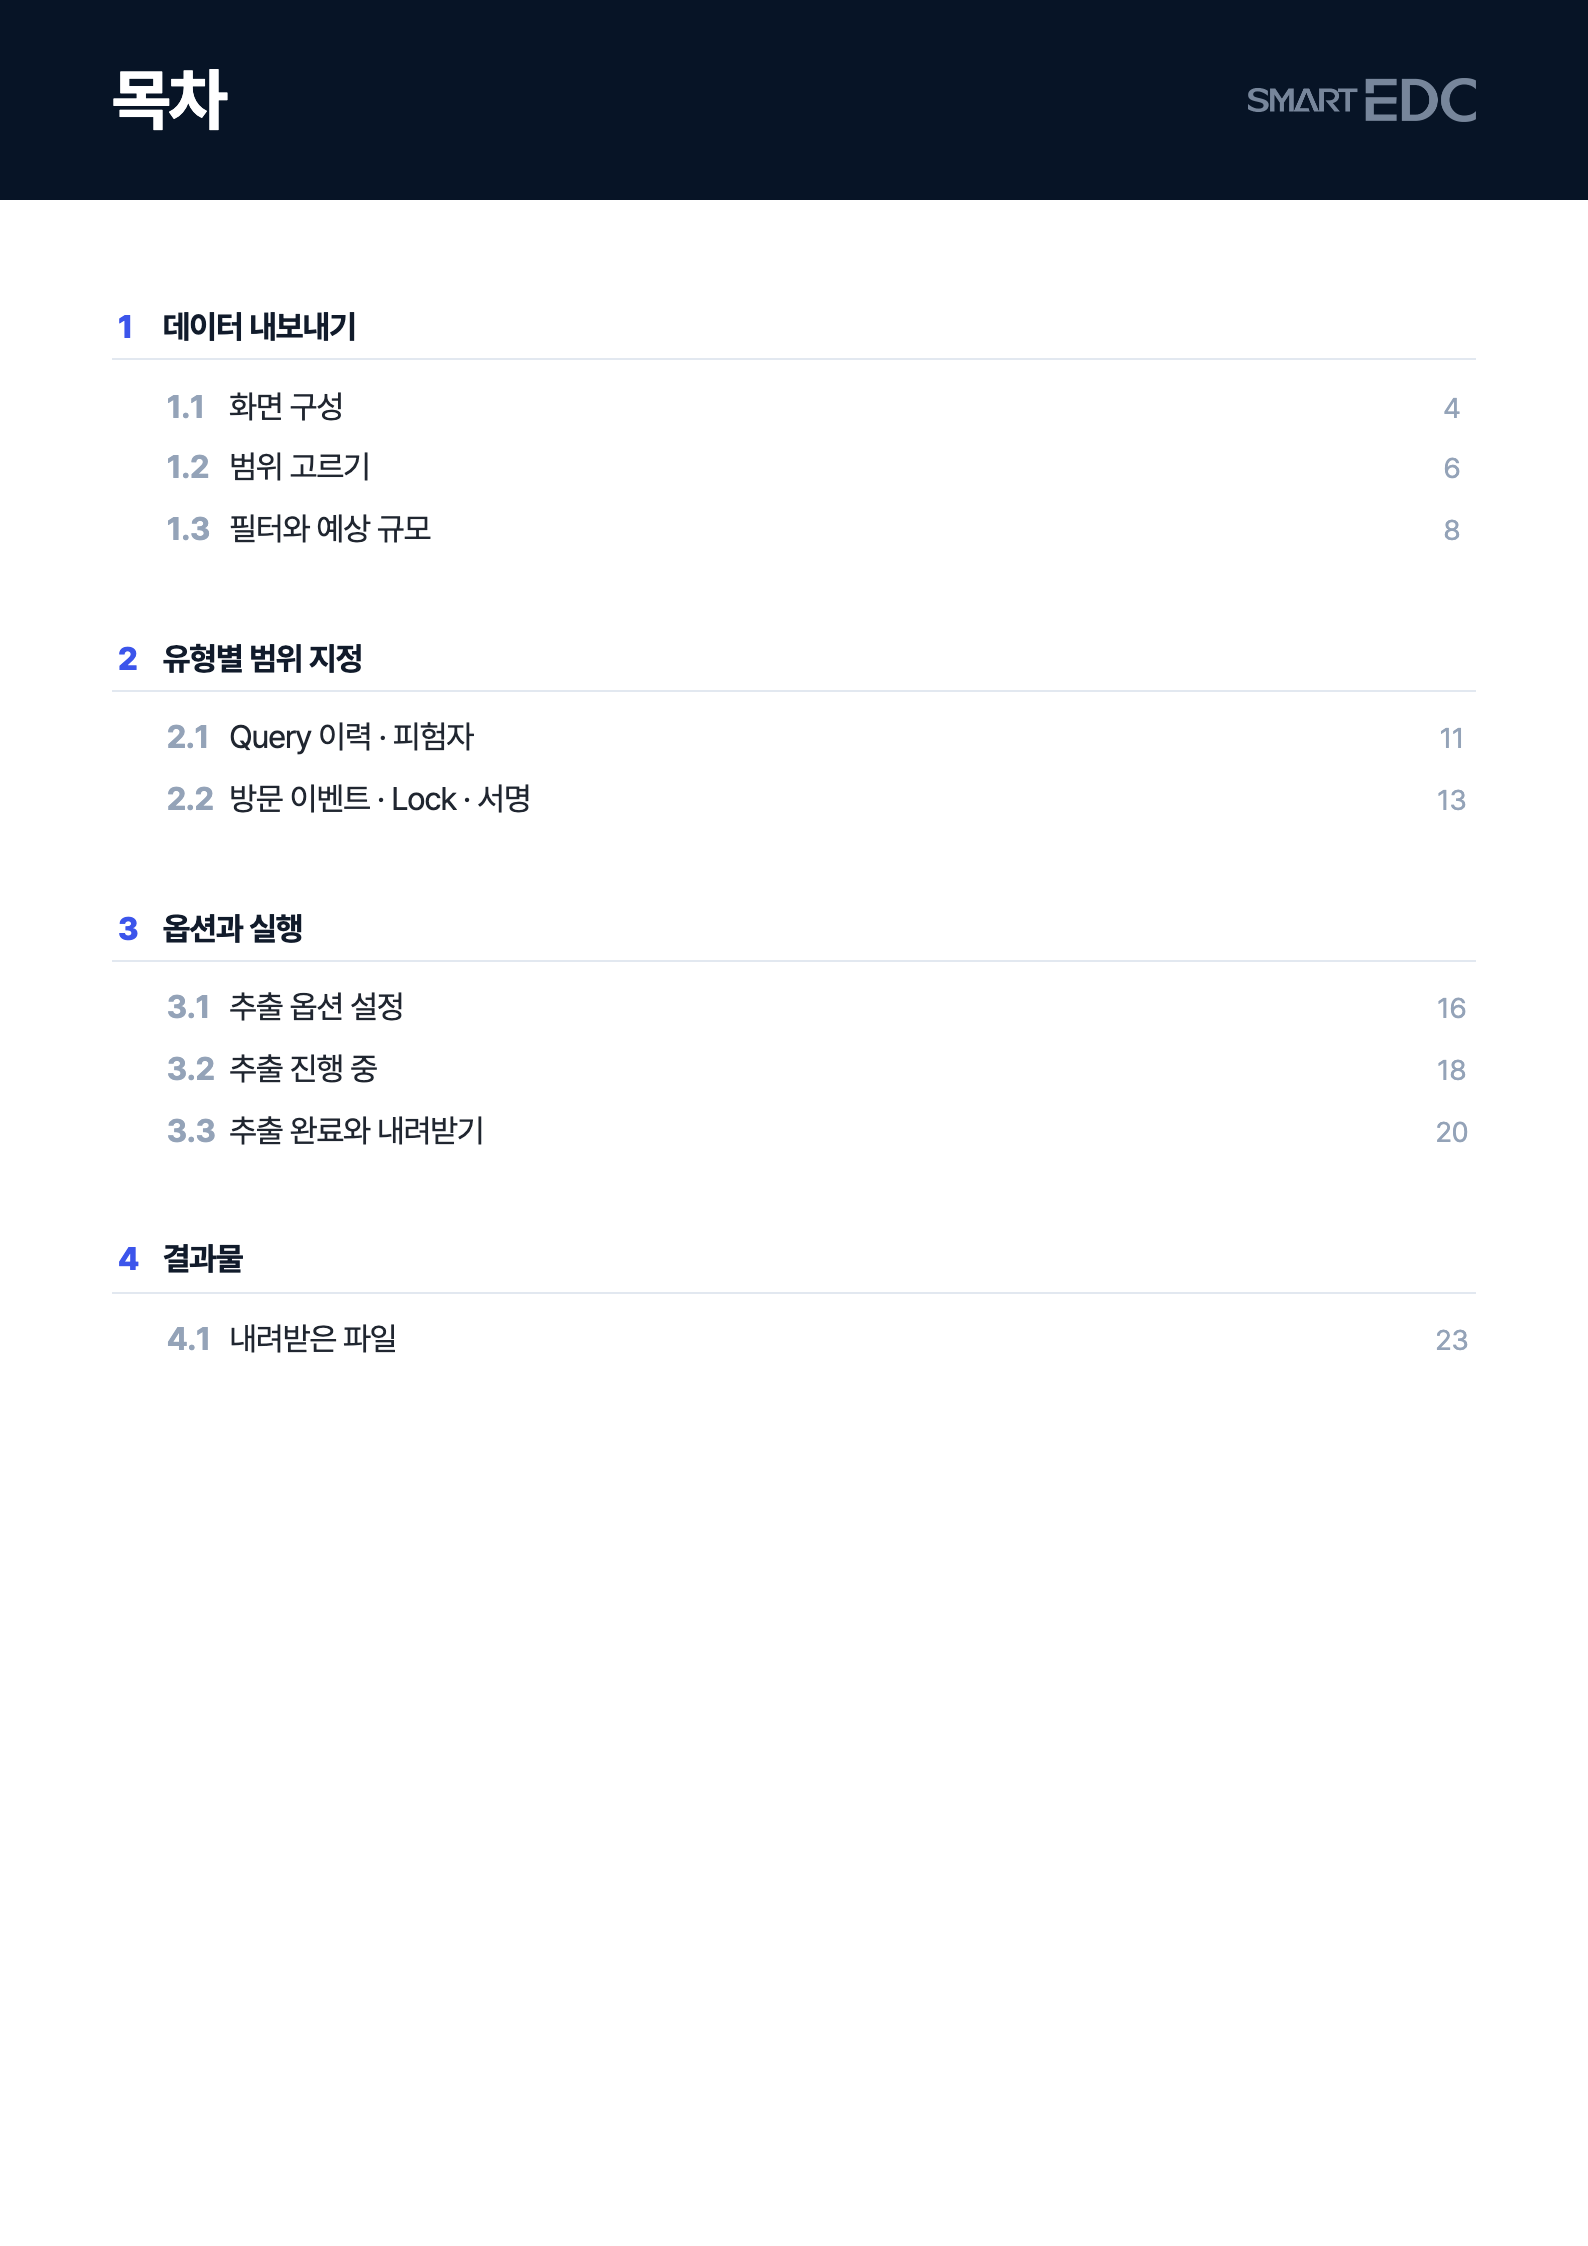 목차
SMART EDC
1 데이터 내보내기
1.1 화면 구성 4
1.2 범위 고르기 6
1.3 필터와 예상 규모 8
2 유형별 범위 지정
2.1 Query 이력 · 피험자 11
2.2 방문 이벤트 · Lock · 서명 13
3 옵션과 실행
3.1 추출 옵션 설정 16
3.2 추출 진행 중 18
3.3 추출 완료와 내려받기 20
4 결과물
4.1 내려받은 파일 23